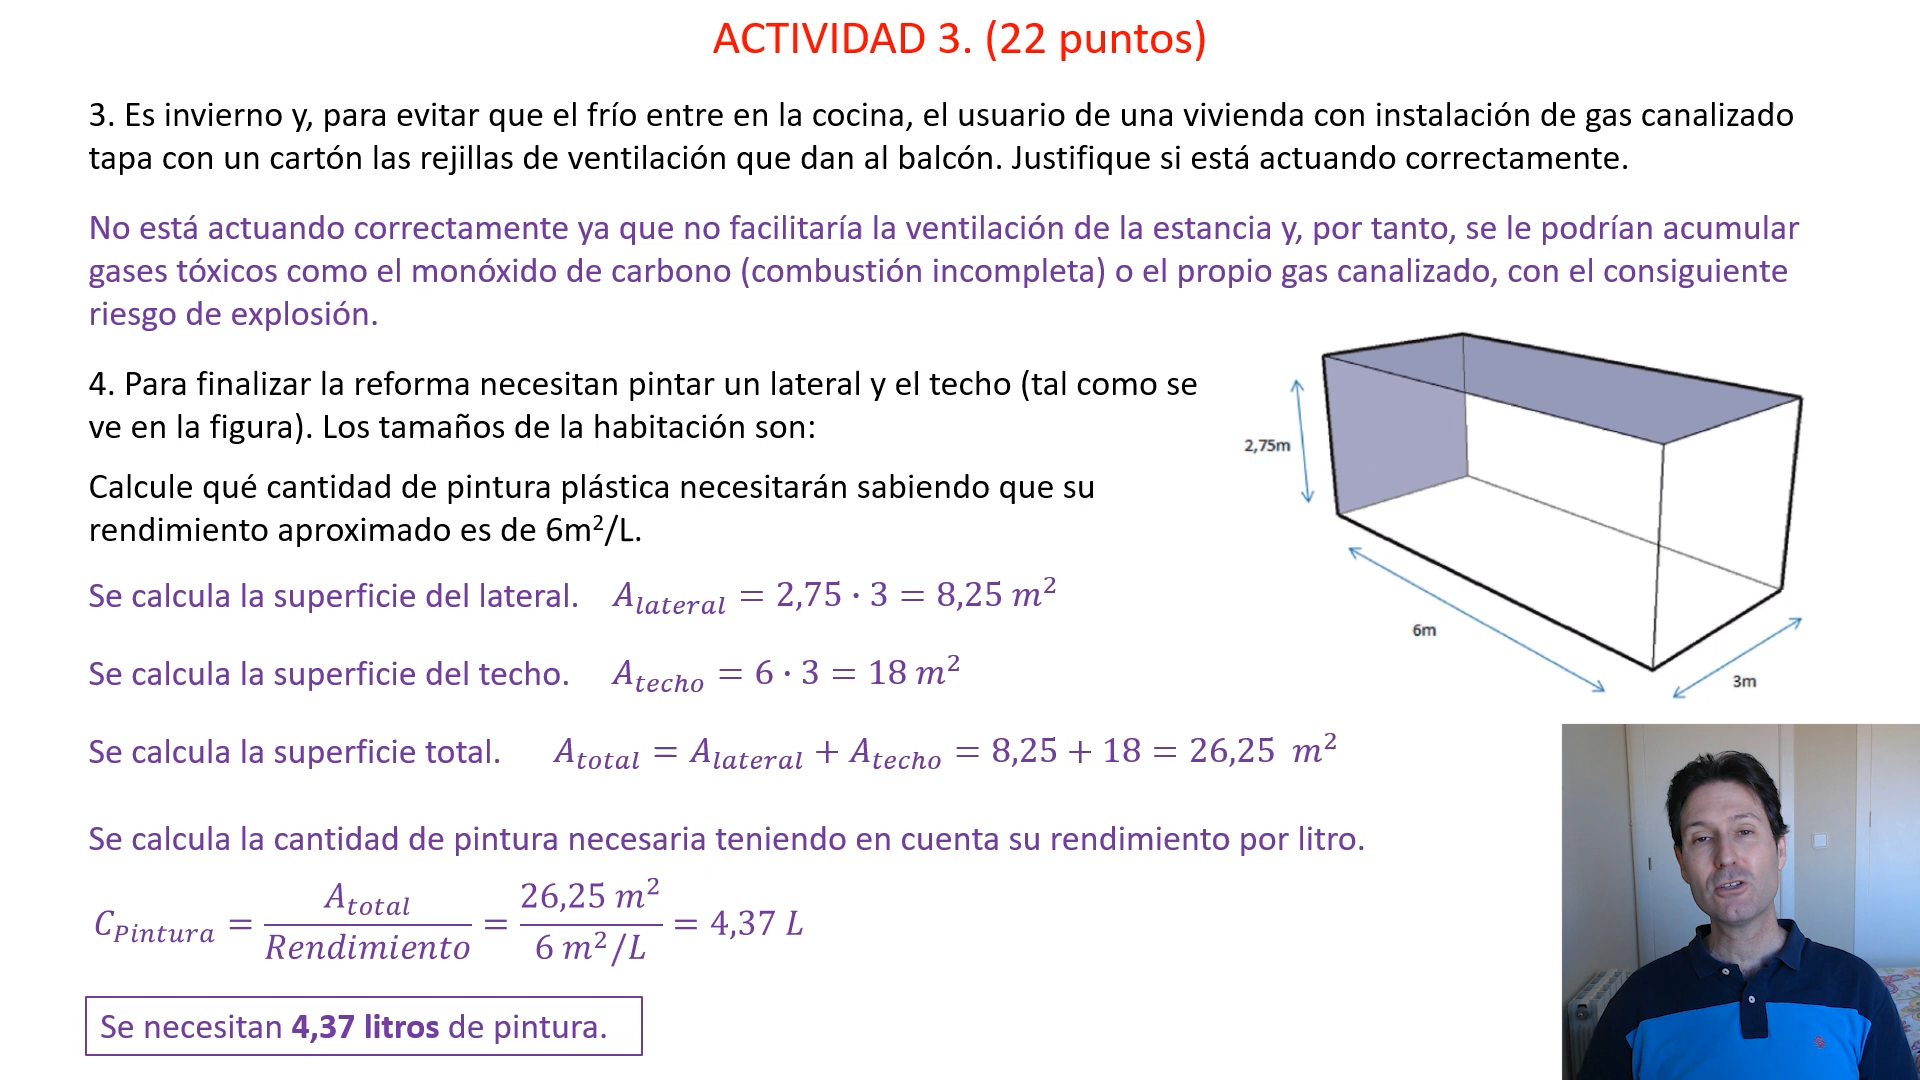 ACTIVIDAD 3. (22 puntos)
3. Es invierno y, para evitar que el frío entre en la cocina, el usuario de una vivienda con instalación de gas canalizado
tapa con un cartón las rejillas de ventilación que dan al balcón. Justifique si está actuando correctamente.
No está actuando correctamente ya que no facilitaría la ventilación de la estancia y, por tanto, se le podrían acumular
gases tóxicos como el monóxido de carbono (combustión incompleta) o el propio gas canalizado, con el consiguiente
riesgo de explosión.
4. Para finalizar la reforma necesitan pintar un lateral y el techo (tal como se
ve en la figura). Los tamaños de la habitación son:
Calcule qué cantidad de pintura plástica necesitarán sabiendo que su
rendimiento aproximado es de 6m²/L.
2,75m
6m
3m
Se calcula la superficie del lateral. A_lateral = 2,75 · 3 = 8,25 m²
Se calcula la superficie del techo. A_techo = 6 · 3 = 18 m²
Se calcula la superficie total. A_total = A_lateral + A_techo = 8,25 + 18 = 26,25 m²
Se calcula la cantidad de pintura necesaria teniendo en cuenta su rendimiento por litro.
C_Pintura = A_total / Rendimiento = 26,25 m² / 6 m²/L = 4,37 L
Se necesitan 4,37 litros de pintura.